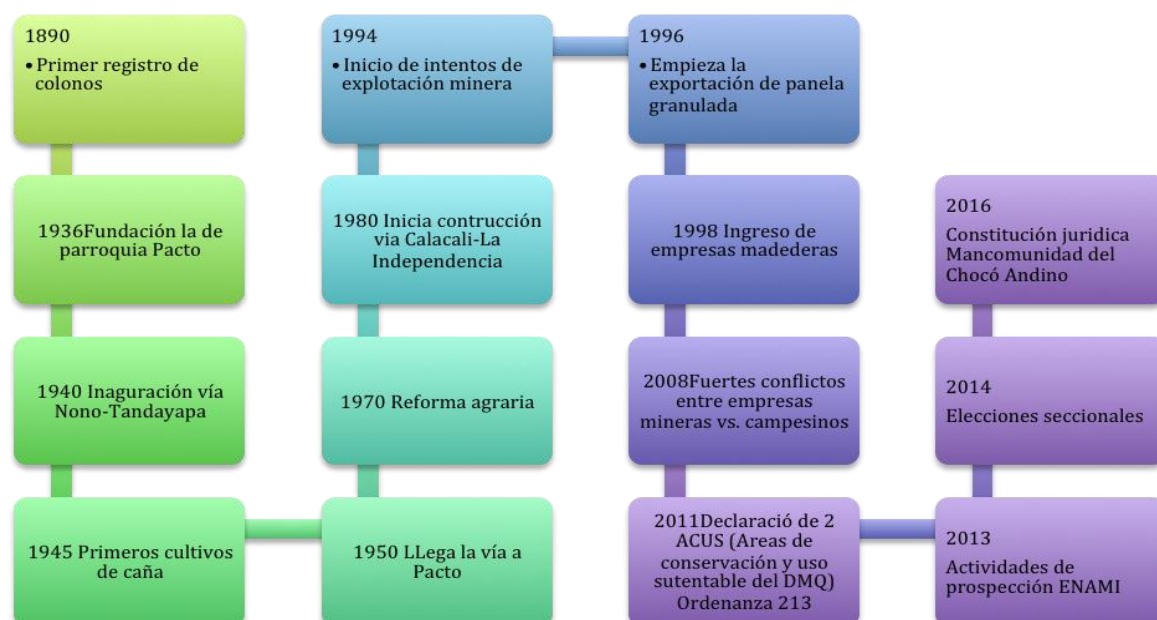 1890
• Primer registro de
colonos
1936Fundación la de
parroquia Pacto
1940 Inaguración vía
Nono-Tandayapa
1945 Primeros cultivos
de caña
1950 LLega la vía a
Pacto
1970 Reforma agraria
1980 Inicia contrucción
via Calacali-La
Independencia
1994
• Inicio de intentos de
explotación minera
1996
• Empieza la
exportación de panela
granulada
1998 Ingreso de
empresas madederas
2008Fuertes conflictos
entre empresas
mineras vs. campesinos
2011Declaració de 2
ACUS (Areas de
conservación y uso
sutentable del DMQ)
Ordenanza 213
2013
Actividades de
prospección ENAMI
2014
Elecciones seccionales
2016
Constitución juridica
Mancomunidad del
Chocó Andino